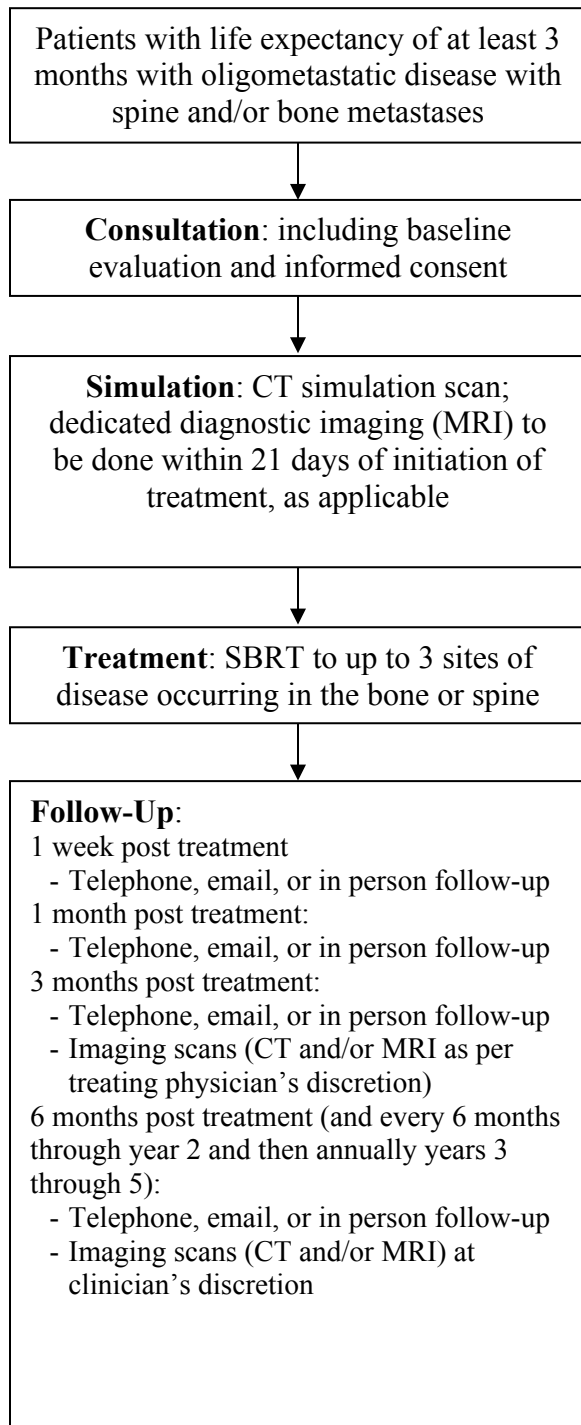 Patients with life expectancy of at least 3
months with oligometastatic disease with
spine and/or bone metastases
Consultation: including baseline
evaluation and informed consent
Simulation: CT simulation scan;
dedicated diagnostic imaging (MRI) to
be done within 21 days of initiation of
treatment, as applicable
Treatment: SBRT to up to 3 sites of
disease occurring in the bone or spine
Follow-Up:
1 week post treatment
- Telephone, email, or in person follow-up
1 month post treatment:
- Telephone, email, or in person follow-up
3 months post treatment:
- Telephone, email, or in person follow-up
- Imaging scans (CT and/or MRI as per
treating physician’s discretion)
6 months post treatment (and every 6 months
through year 2 and then annually years 3
through 5):
- Telephone, email, or in person follow-up
- Imaging scans (CT and/or MRI) at
clinician’s discretion